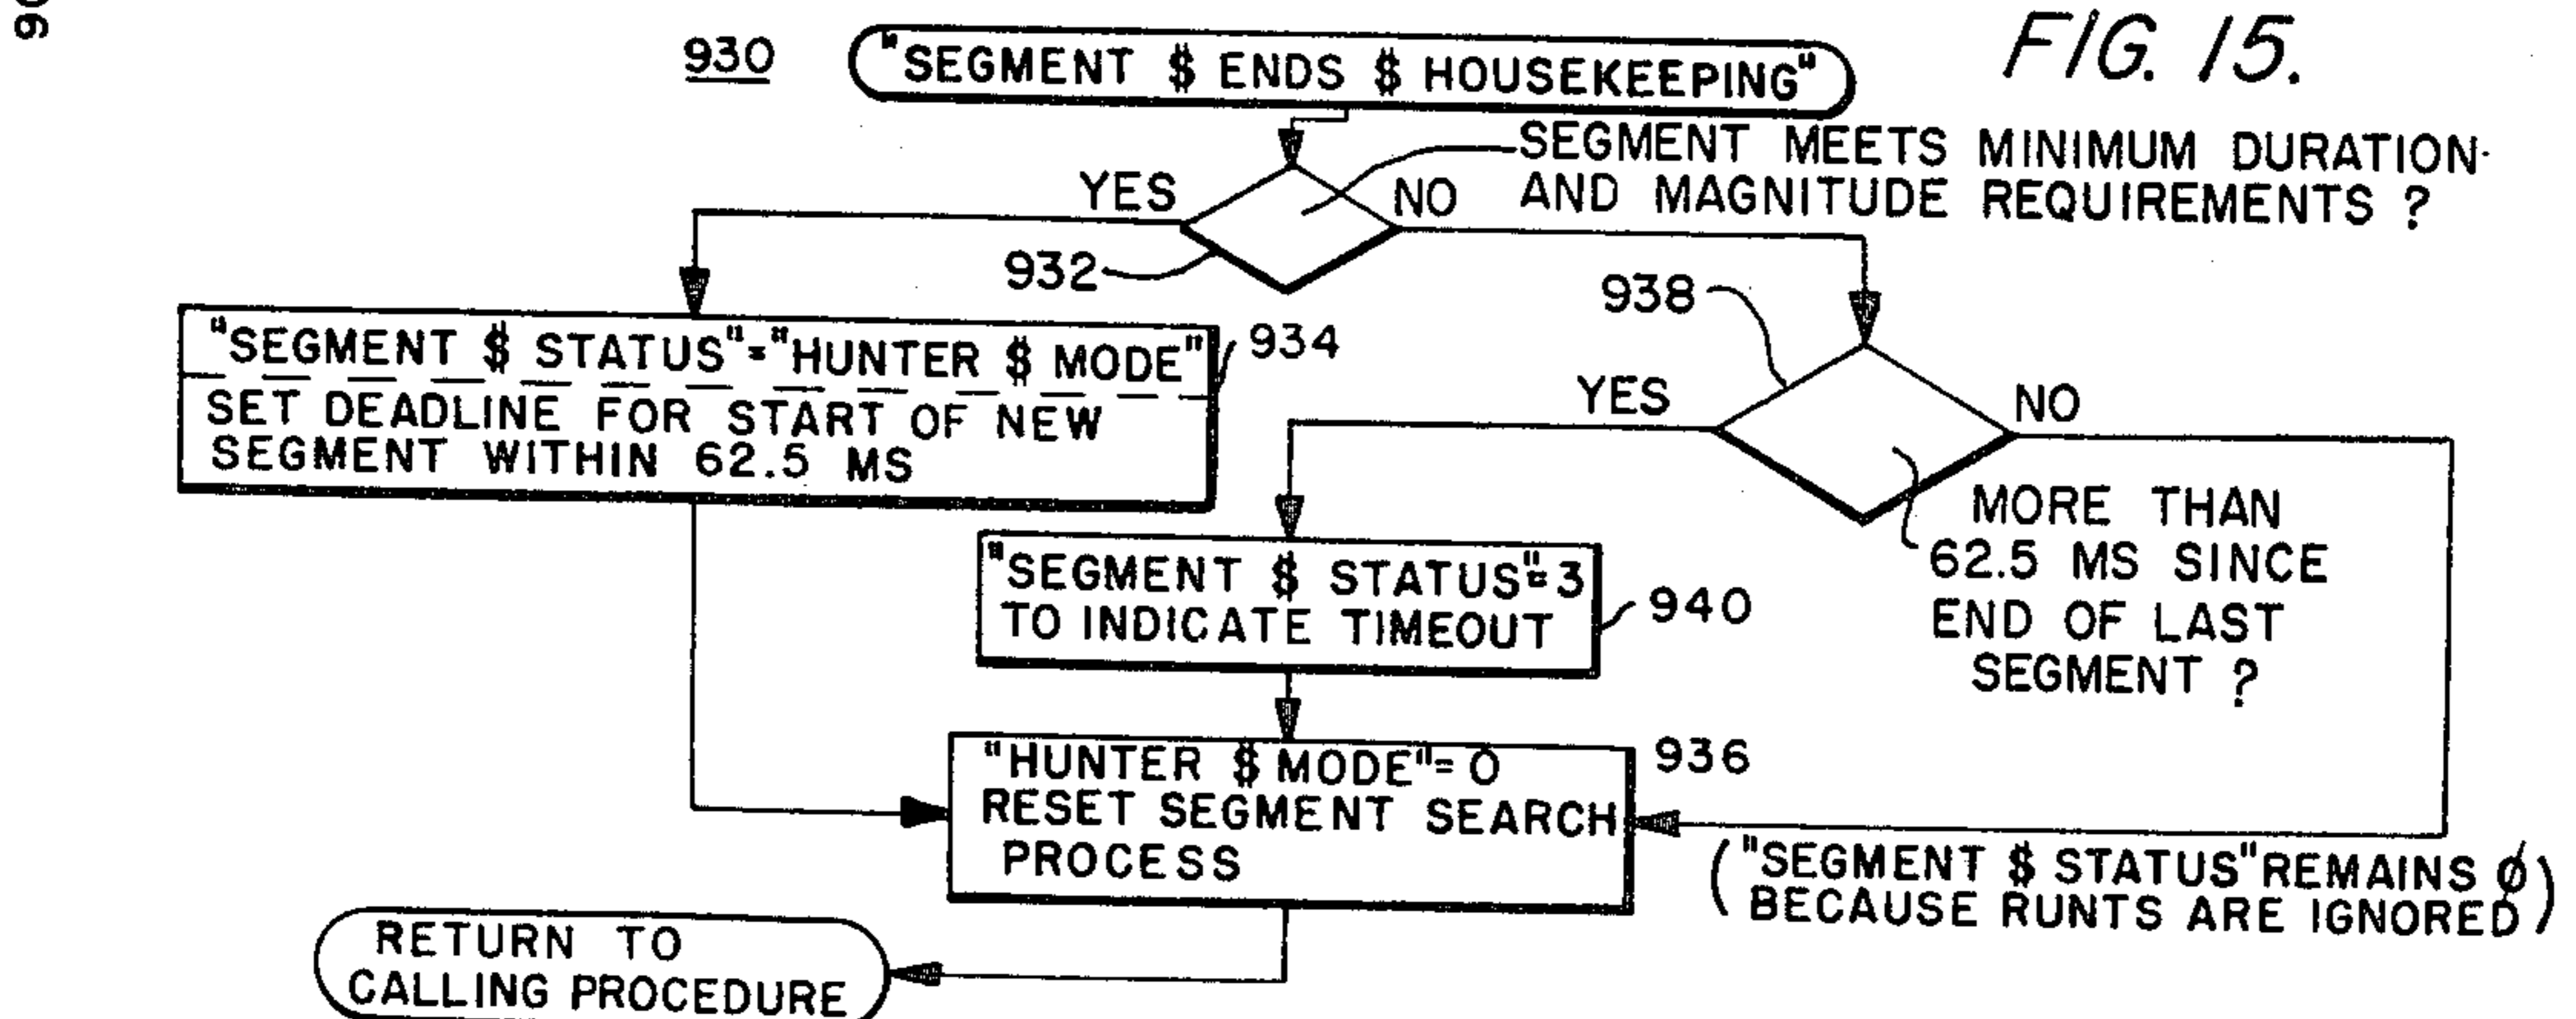 90
930
"SEGMENT $ ENDS $ HOUSEKEEPING"
FIG. 15.
SEGMENT MEETS MINIMUM DURATION
AND MAGNITUDE REQUIREMENTS ?
YES
NO
932
938
"SEGMENT $ STATUS"="HUNTER $ MODE"
SET DEADLINE FOR START OF NEW
SEGMENT WITHIN 62.5 MS
934
YES
NO
MORE THAN
62.5 MS SINCE
END OF LAST
SEGMENT ?
"SEGMENT $ STATUS"=3
TO INDICATE TIMEOUT
940
"HUNTER $ MODE"=0
RESET SEGMENT SEARCH
PROCESS
936
("SEGMENT $ STATUS" REMAINS Ø
BECAUSE RUNTS ARE IGNORED)
RETURN TO
CALLING PROCEDURE